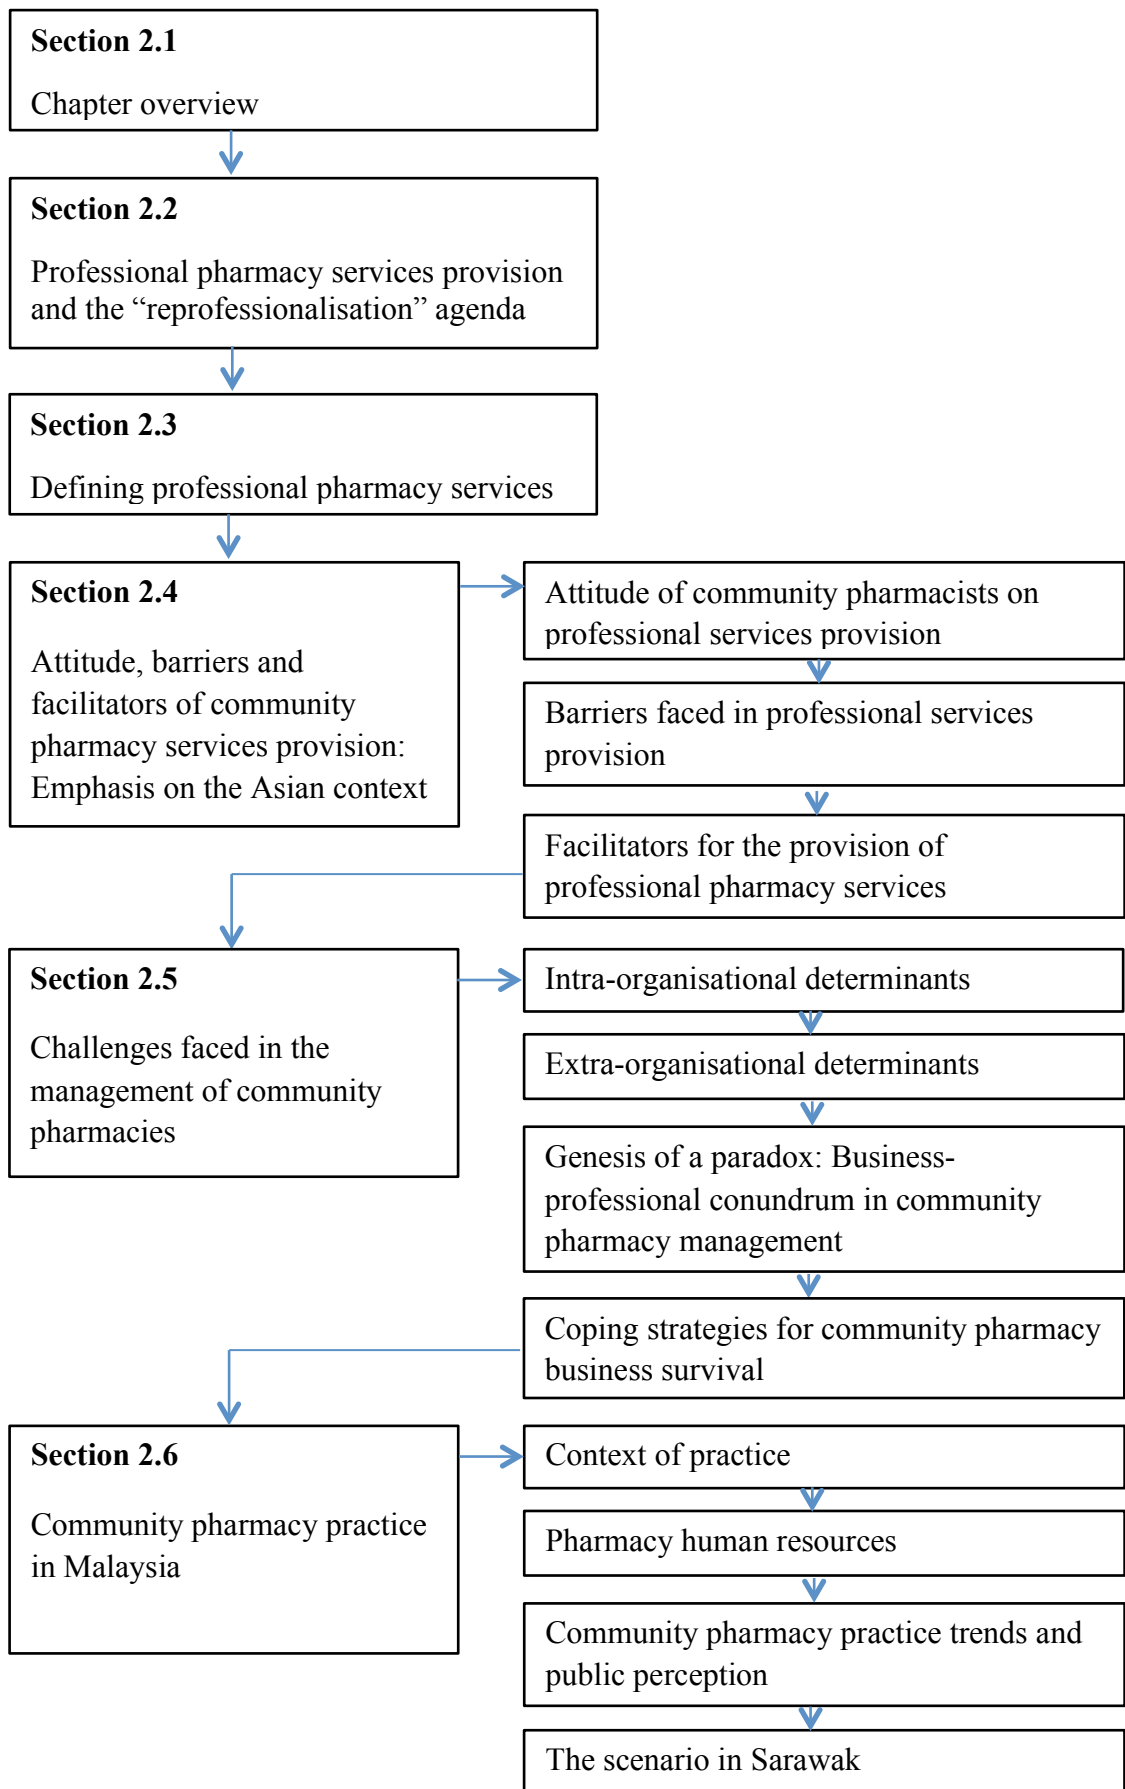 Section 2.1
Chapter overview
Section 2.2
Professional pharmacy services provision
and the “reprofessionalisation” agenda
Section 2.3
Defining professional pharmacy services
Section 2.4
Attitude, barriers and
facilitators of community
pharmacy services provision:
Emphasis on the Asian context
Attitude of community pharmacists on
professional services provision
Barriers faced in professional services
provision
Facilitators for the provision of
professional pharmacy services
Section 2.5
Challenges faced in the
management of community
pharmacies
Intra-organisational determinants
Extra-organisational determinants
Genesis of a paradox: Business-
professional conundrum in community
pharmacy management
Coping strategies for community pharmacy
business survival
Section 2.6
Community pharmacy practice
in Malaysia
Context of practice
Pharmacy human resources
Community pharmacy practice trends and
public perception
The scenario in Sarawak